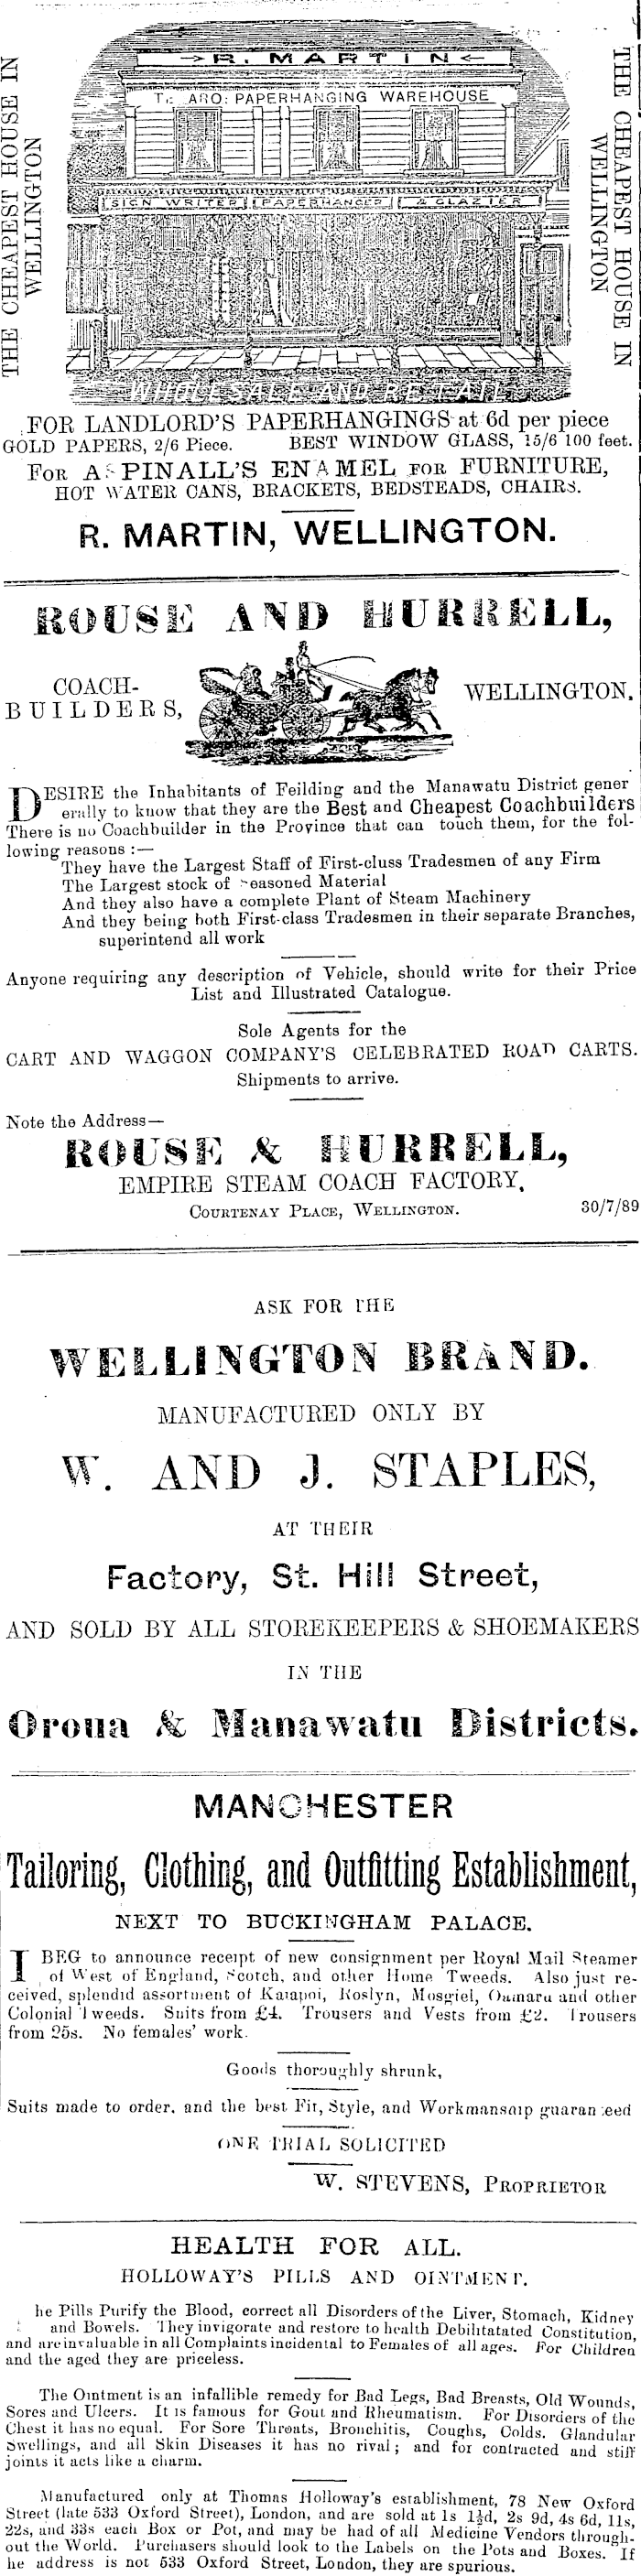 THE CHEAPEST HOUSE IN
WELLINGTON
R. MARTIN
ARO: PAPERHANGING WAREHOUSE
SIGN WRITER PAPERHANGER & GLAZIER
WHOLESALE AND RETAIL
THE CHEAPEST HOUSE IN
WELLINGTON
FOR LANDLORD'S PAPERHANGINGS at 6d per piece
GOLD PAPERS, 2/6 Piece. BEST WINDOW GLASS, 15/6 100 feet.
FOR ASPINALL'S ENAMEL FOR FURNITURE,
HOT WATER CANS, BRACKETS, BEDSTEADS, CHAIRS.
R. MARTIN, WELLINGTON.
ROUSE AND HURRELL,
COACH-
BUILDERS,
WELLINGTON.
DESIRE the Inhabitants of Feilding and the Manawatu District gener
erally to know that they are the Best and Cheapest Coachbuilders
There is no Coachbuilder in the Province that can touch them, for the fol-
lowing reasons :—
They have the Largest Staff of First-cluss Tradesmen of any Firm
The Largest stock of Seasoned Material
And they also have a complete Plant of Steam Machinery
And they being both First-class Tradesmen in their separate Branches,
superintend all work
Anyone requiring any description of Vehicle, should write for their Price
List and Illustrated Catalogue.
Sole Agents for the
CART AND WAGGON COMPANY'S CELEBRATED ROAD CARTS.
Shipments to arrive.
Note the Address—
ROUSE & HURRELL,
EMPIRE STEAM COACH FACTORY,
COURTENAY PLACE, WELLINGTON. 30/7/89
ASK FOR THE
WELLINGTON BRAND.
MANUFACTURED ONLY BY
W. AND J. STAPLES,
AT THEIR
Factory, St. Hill Street,
AND SOLD BY ALL STOREKEEPERS & SHOEMAKERS
IN THE
Oroua & Manawatu Districts.
MANCHESTER
Tailoring, Clothing, and Outfitting Establishment,
NEXT TO BUCKINGHAM PALACE.
I BEG to announce receipt of new consignment per Royal Mail Steamer
of West of England, Scotch, and other Home Tweeds. Also just re-
ceived, splendid assortment of Kaiapoi, Roslyn, Mosgiel, Oamaru and other
Colonial Tweeds. Suits from £4. Trousers and Vests from £2. Trousers
from 25s. No females' work.
Goods thoroughly shrunk,
Suits made to order, and the best Fit, Style, and Workmanship guaranteed
ONE TRIAL SOLICITED
W. STEVENS, PROPRIETOR
HEALTH FOR ALL.
HOLLOWAY'S PILLS AND OINTMENT.
he Pills Purify the Blood, correct all Disorders of the Liver, Stomach, Kidney
and Bowels. They invigorate and restore to health Debilitatated Constitution,
and are invaluable in all Complaints incidental to Females of all ages. For Children
and the aged they are priceless.
The Ointment is an infallible remedy for Bad Legs, Bad Breasts, Old Wounds,
Sores and Ulcers. It is famous for Gout and Rheumatism. For Disorders of the
Chest it has no equal. For Sore Throats, Bronchitis, Coughs, Colds, Glandular
Swellings, and all Skin Diseases it has no rival; and for contracted and stiff
joints it acts like a charm.
Manufactured only at Thomas Holloway's establishment, 78 New Oxford
Street (late 533 Oxford Street), London, and are sold at 1s 1½d, 2s 9d, 4s 6d, 11s,
22s, and 33s each Box or Pot, and may be had of all Medicine Vendors through-
out the World. Purchasers should look to the Labels on the Pots and Boxes. If
he address is not 533 Oxford Street, London, they are spurious.